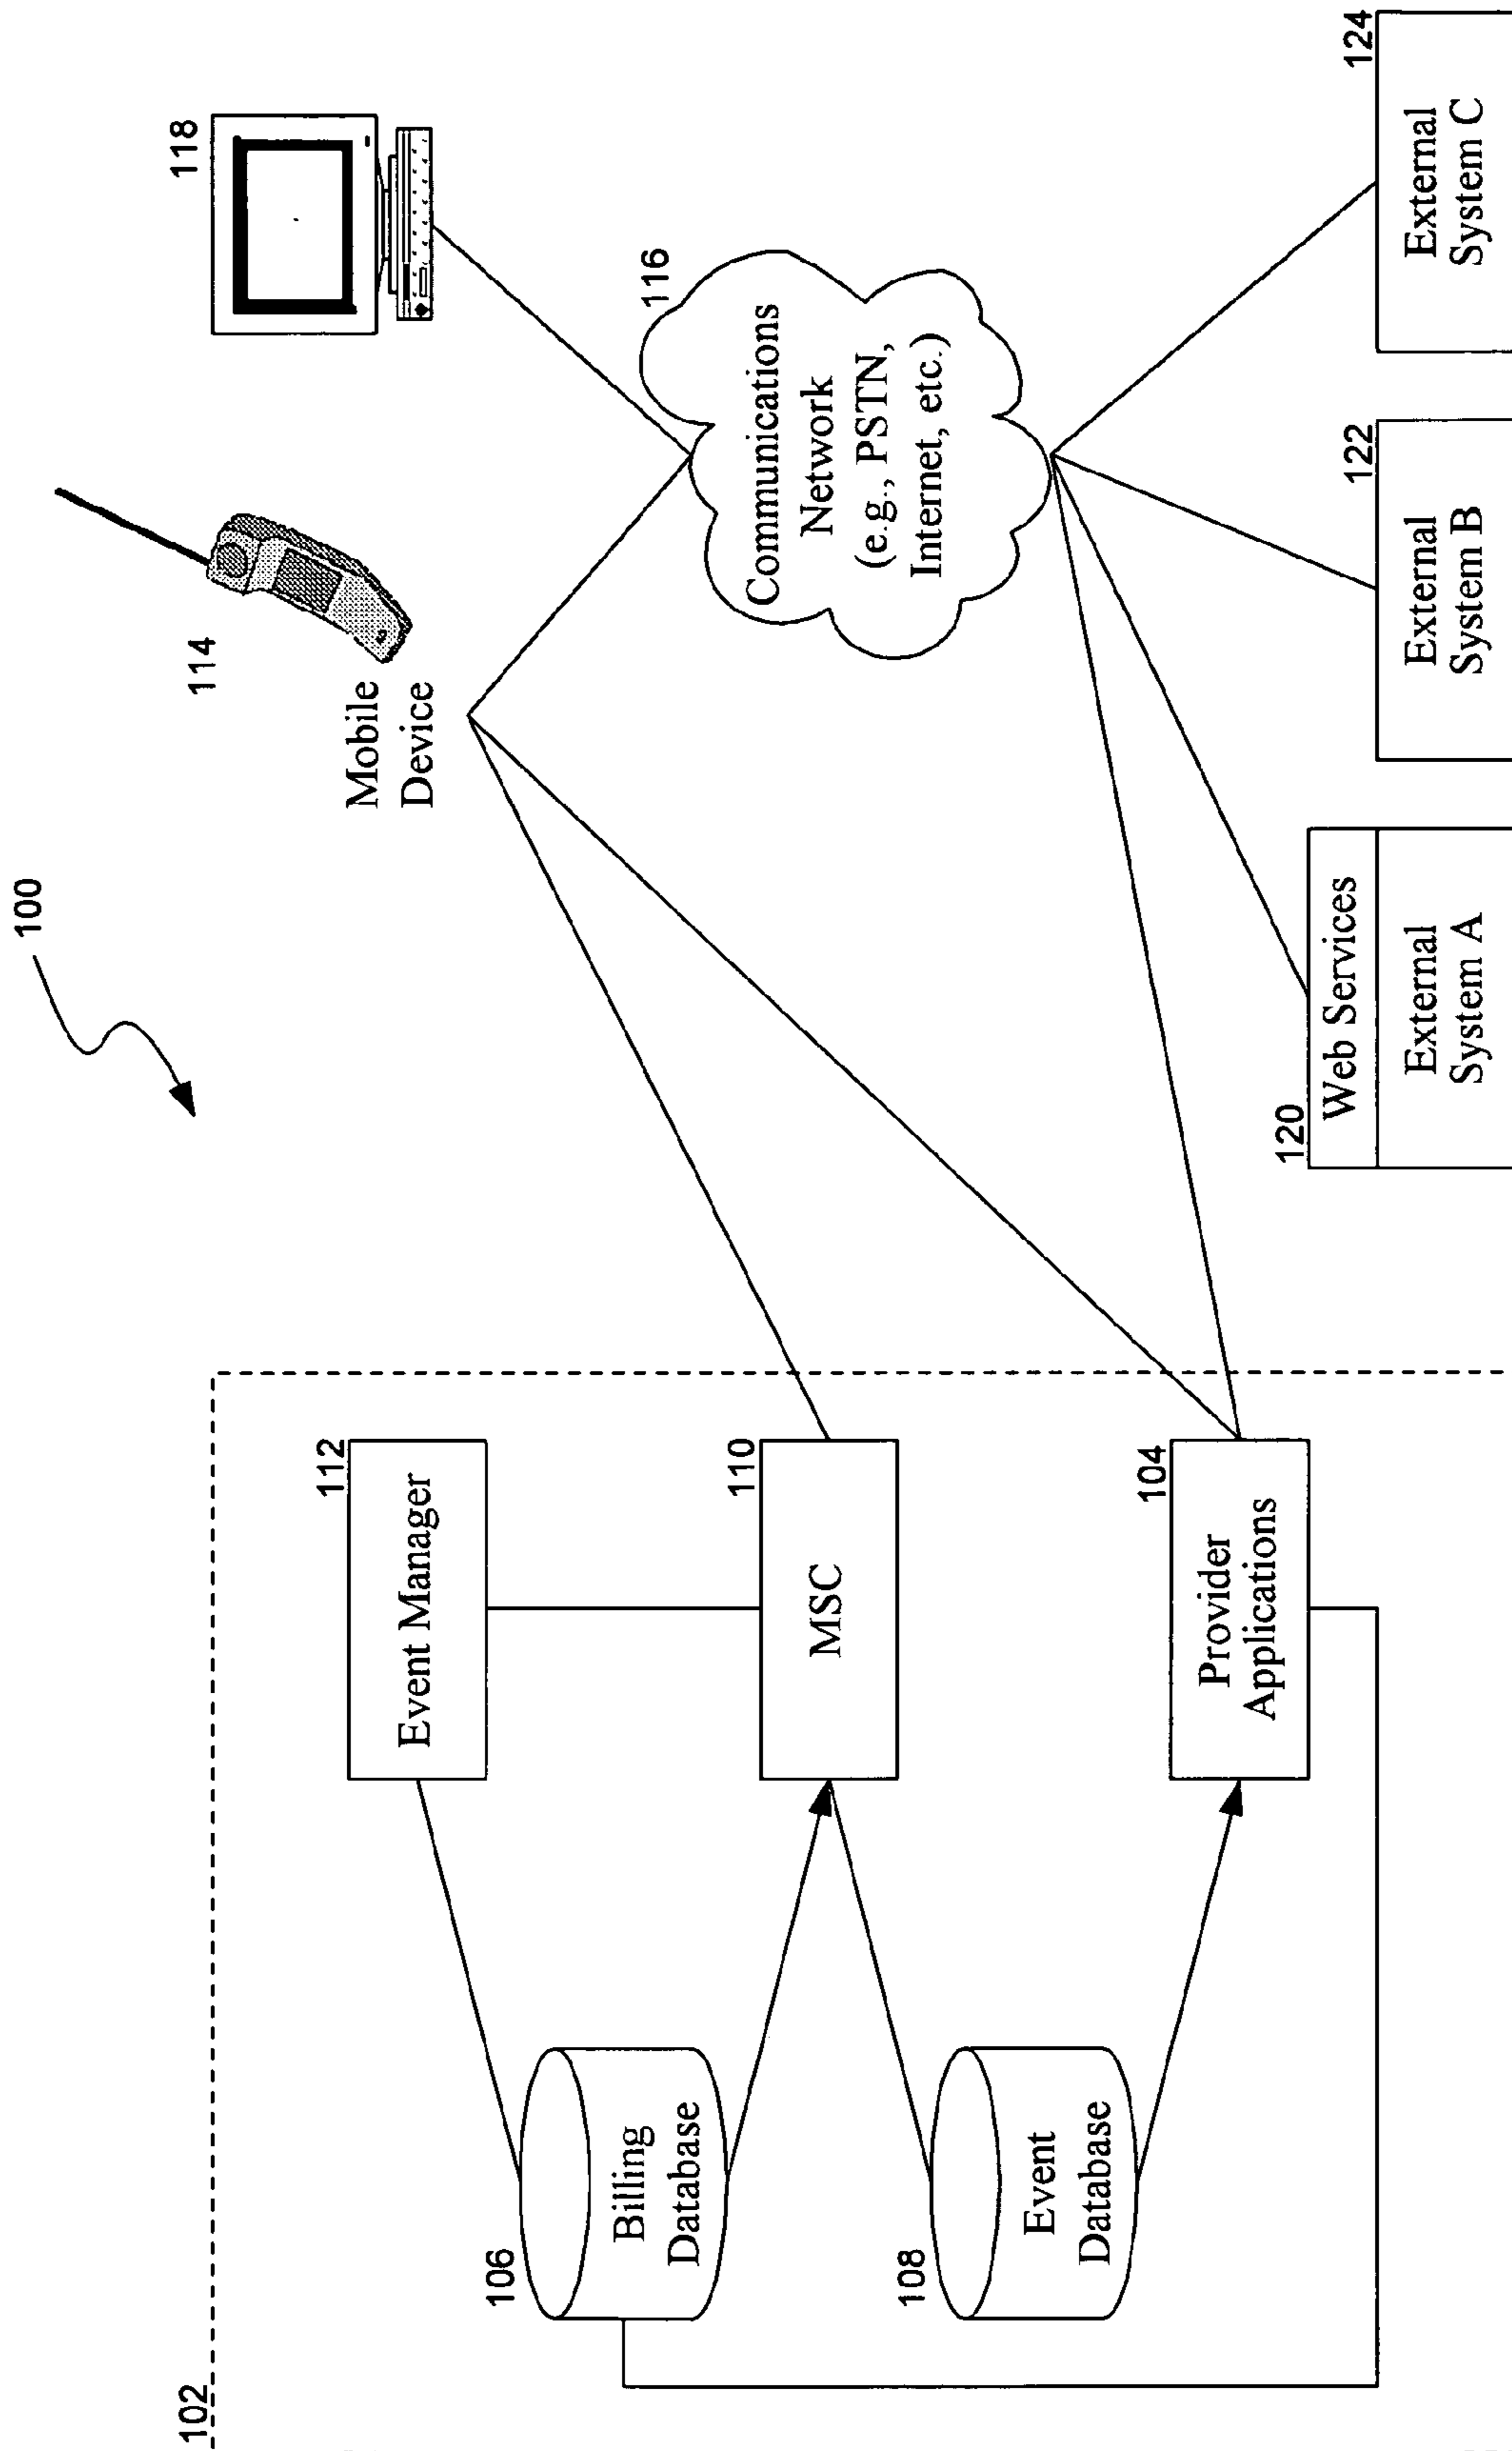 100
102
112
Event Manager
106
Billing
Database
110
MSC
108
Event
Database
104
Provider
Applications
114
Mobile
Device
118
116
Communications
Network
(e.g., PSTN,
Internet, etc.)
120
Web Services
External
System A
122
External
System B
124
External
System C